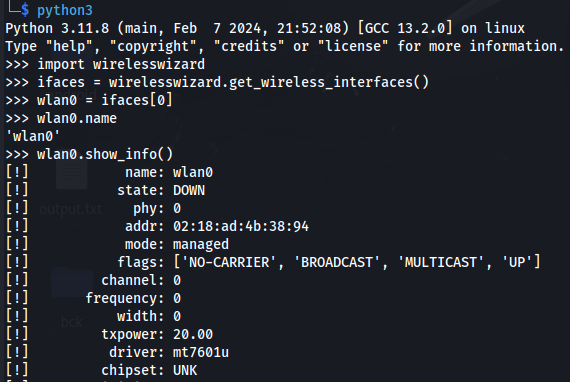 └─$ python3
Python 3.11.8 (main, Feb  7 2024, 21:52:08) [GCC 13.2.0] on linux
Type "help", "copyright", "credits" or "license" for more information.
>>> import wirelesswizard
>>> ifaces = wirelesswizard.get_wireless_interfaces()
>>> wlan0 = ifaces[0]
>>> wlan0.name
'wlan0'
>>> wlan0.show_info()
[!]            name: wlan0
[!]           state: DOWN
[!]             phy: 0
output.txt
[!]            addr: 02:18:ad:4b:38:94
[!]            mode: managed
[!]           flags: ['NO-CARRIER', 'BROADCAST', 'MULTICAST', 'UP']
[!]         channel: 0
[!]       frequency: 0
[!]           width: 0
bck
[!]         txpower: 20.00
[!]          driver: mt7601u
[!]         chipset: UNK